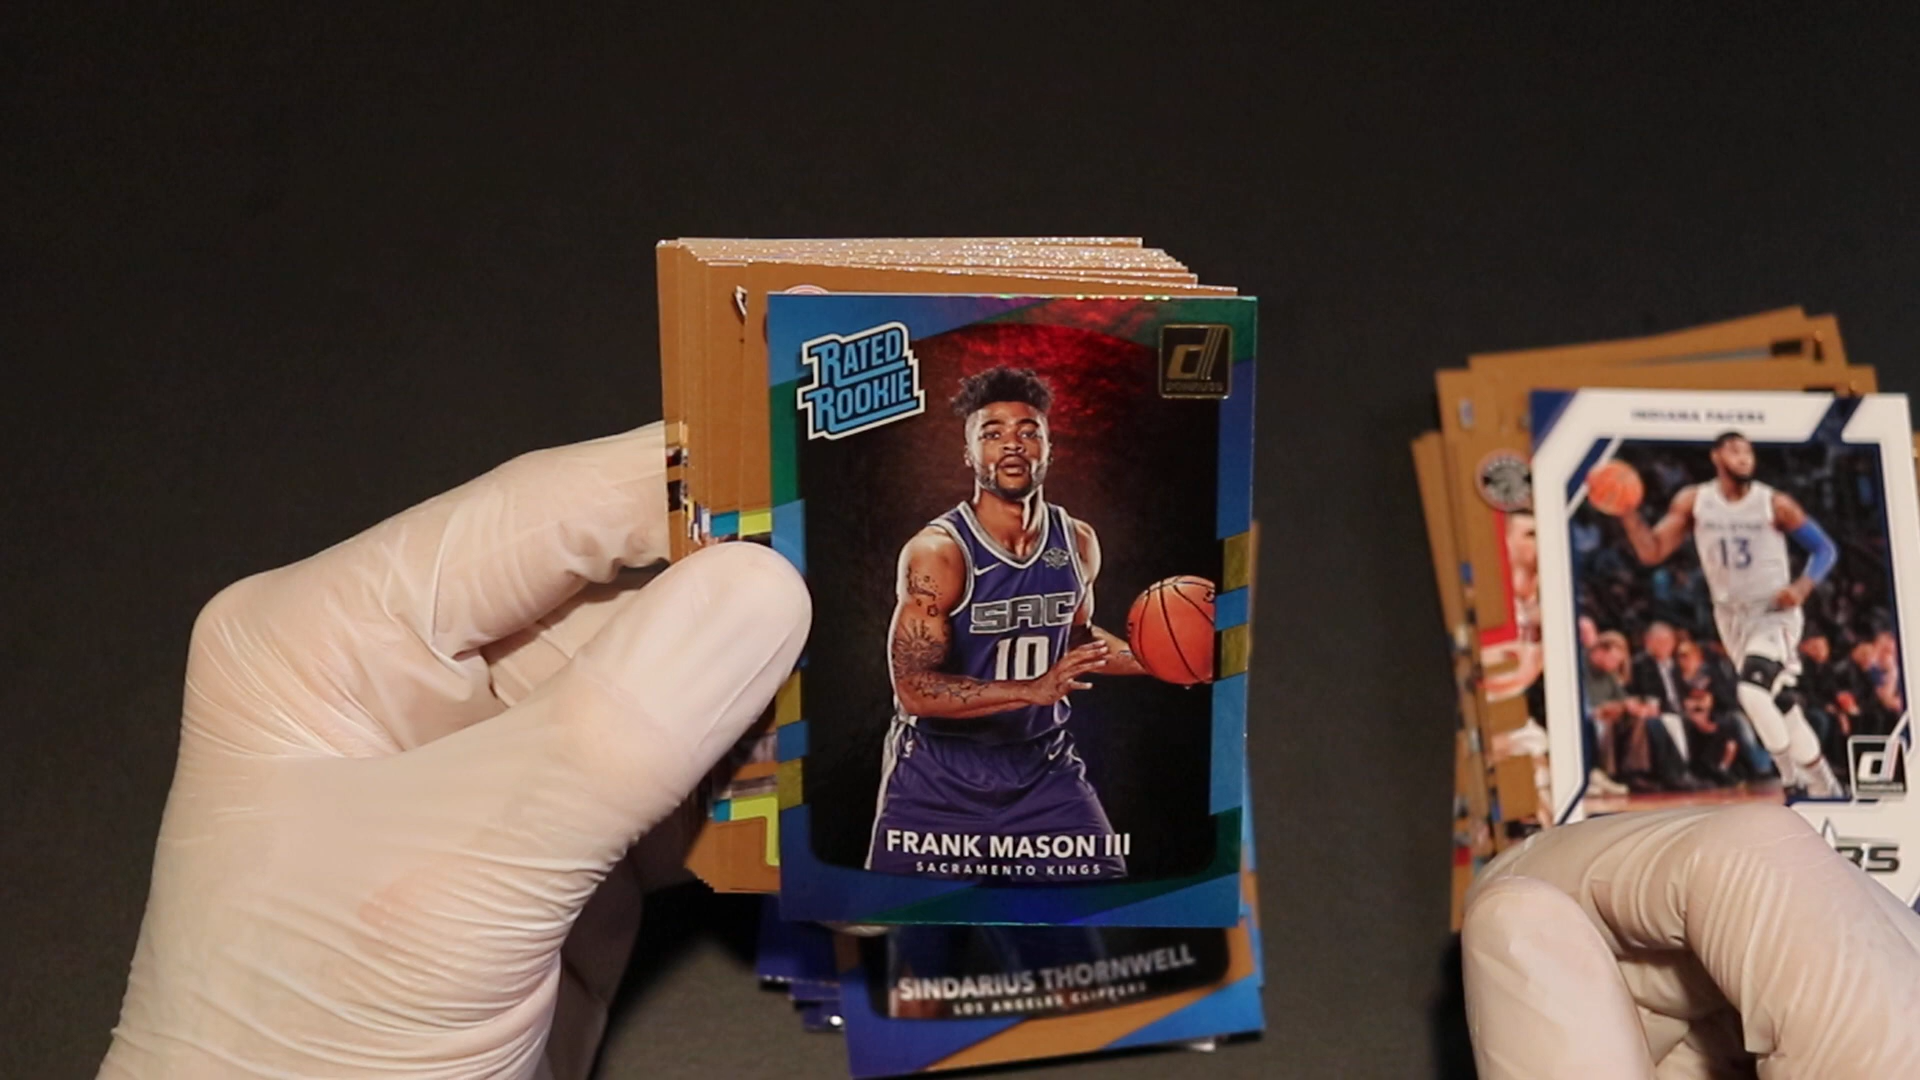 RATED
ROOKIE
d
DONRUSS
SAC
10
FRANK MASON III
SACRAMENTO KINGS
SINDARIUS THORNWELL
LOS ANGELES CLIPPERS
INDIANA PACERS
13
d
DONRUSS